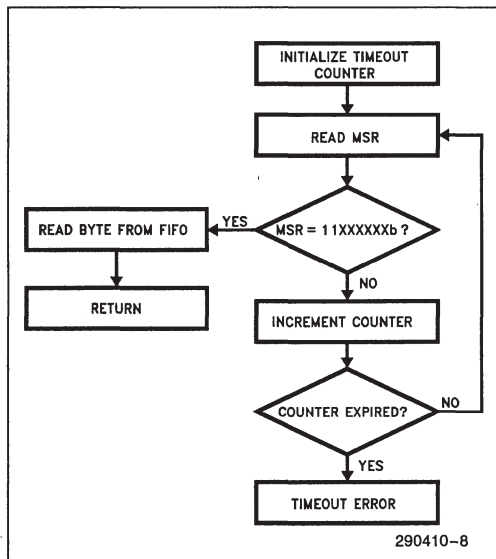 INITIALIZE TIMEOUT
COUNTER
READ MSR
MSR = 11XXXXXXb ?
YES
READ BYTE FROM FIFO
RETURN
NO
INCREMENT COUNTER
COUNTER EXPIRED?
NO
YES
TIMEOUT ERROR
290410-8